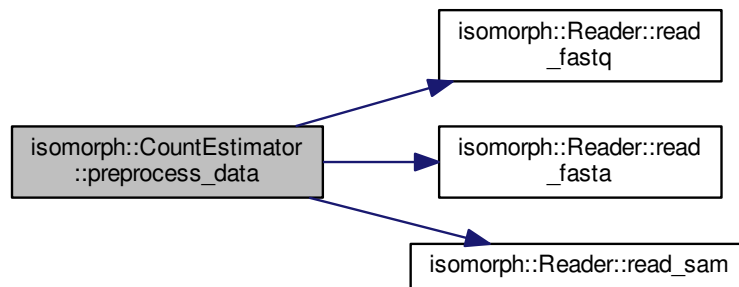 isomorph::CountEstimator
::preprocess_data
isomorph::Reader::read
_fastq
isomorph::Reader::read
_fasta
isomorph::Reader::read_sam